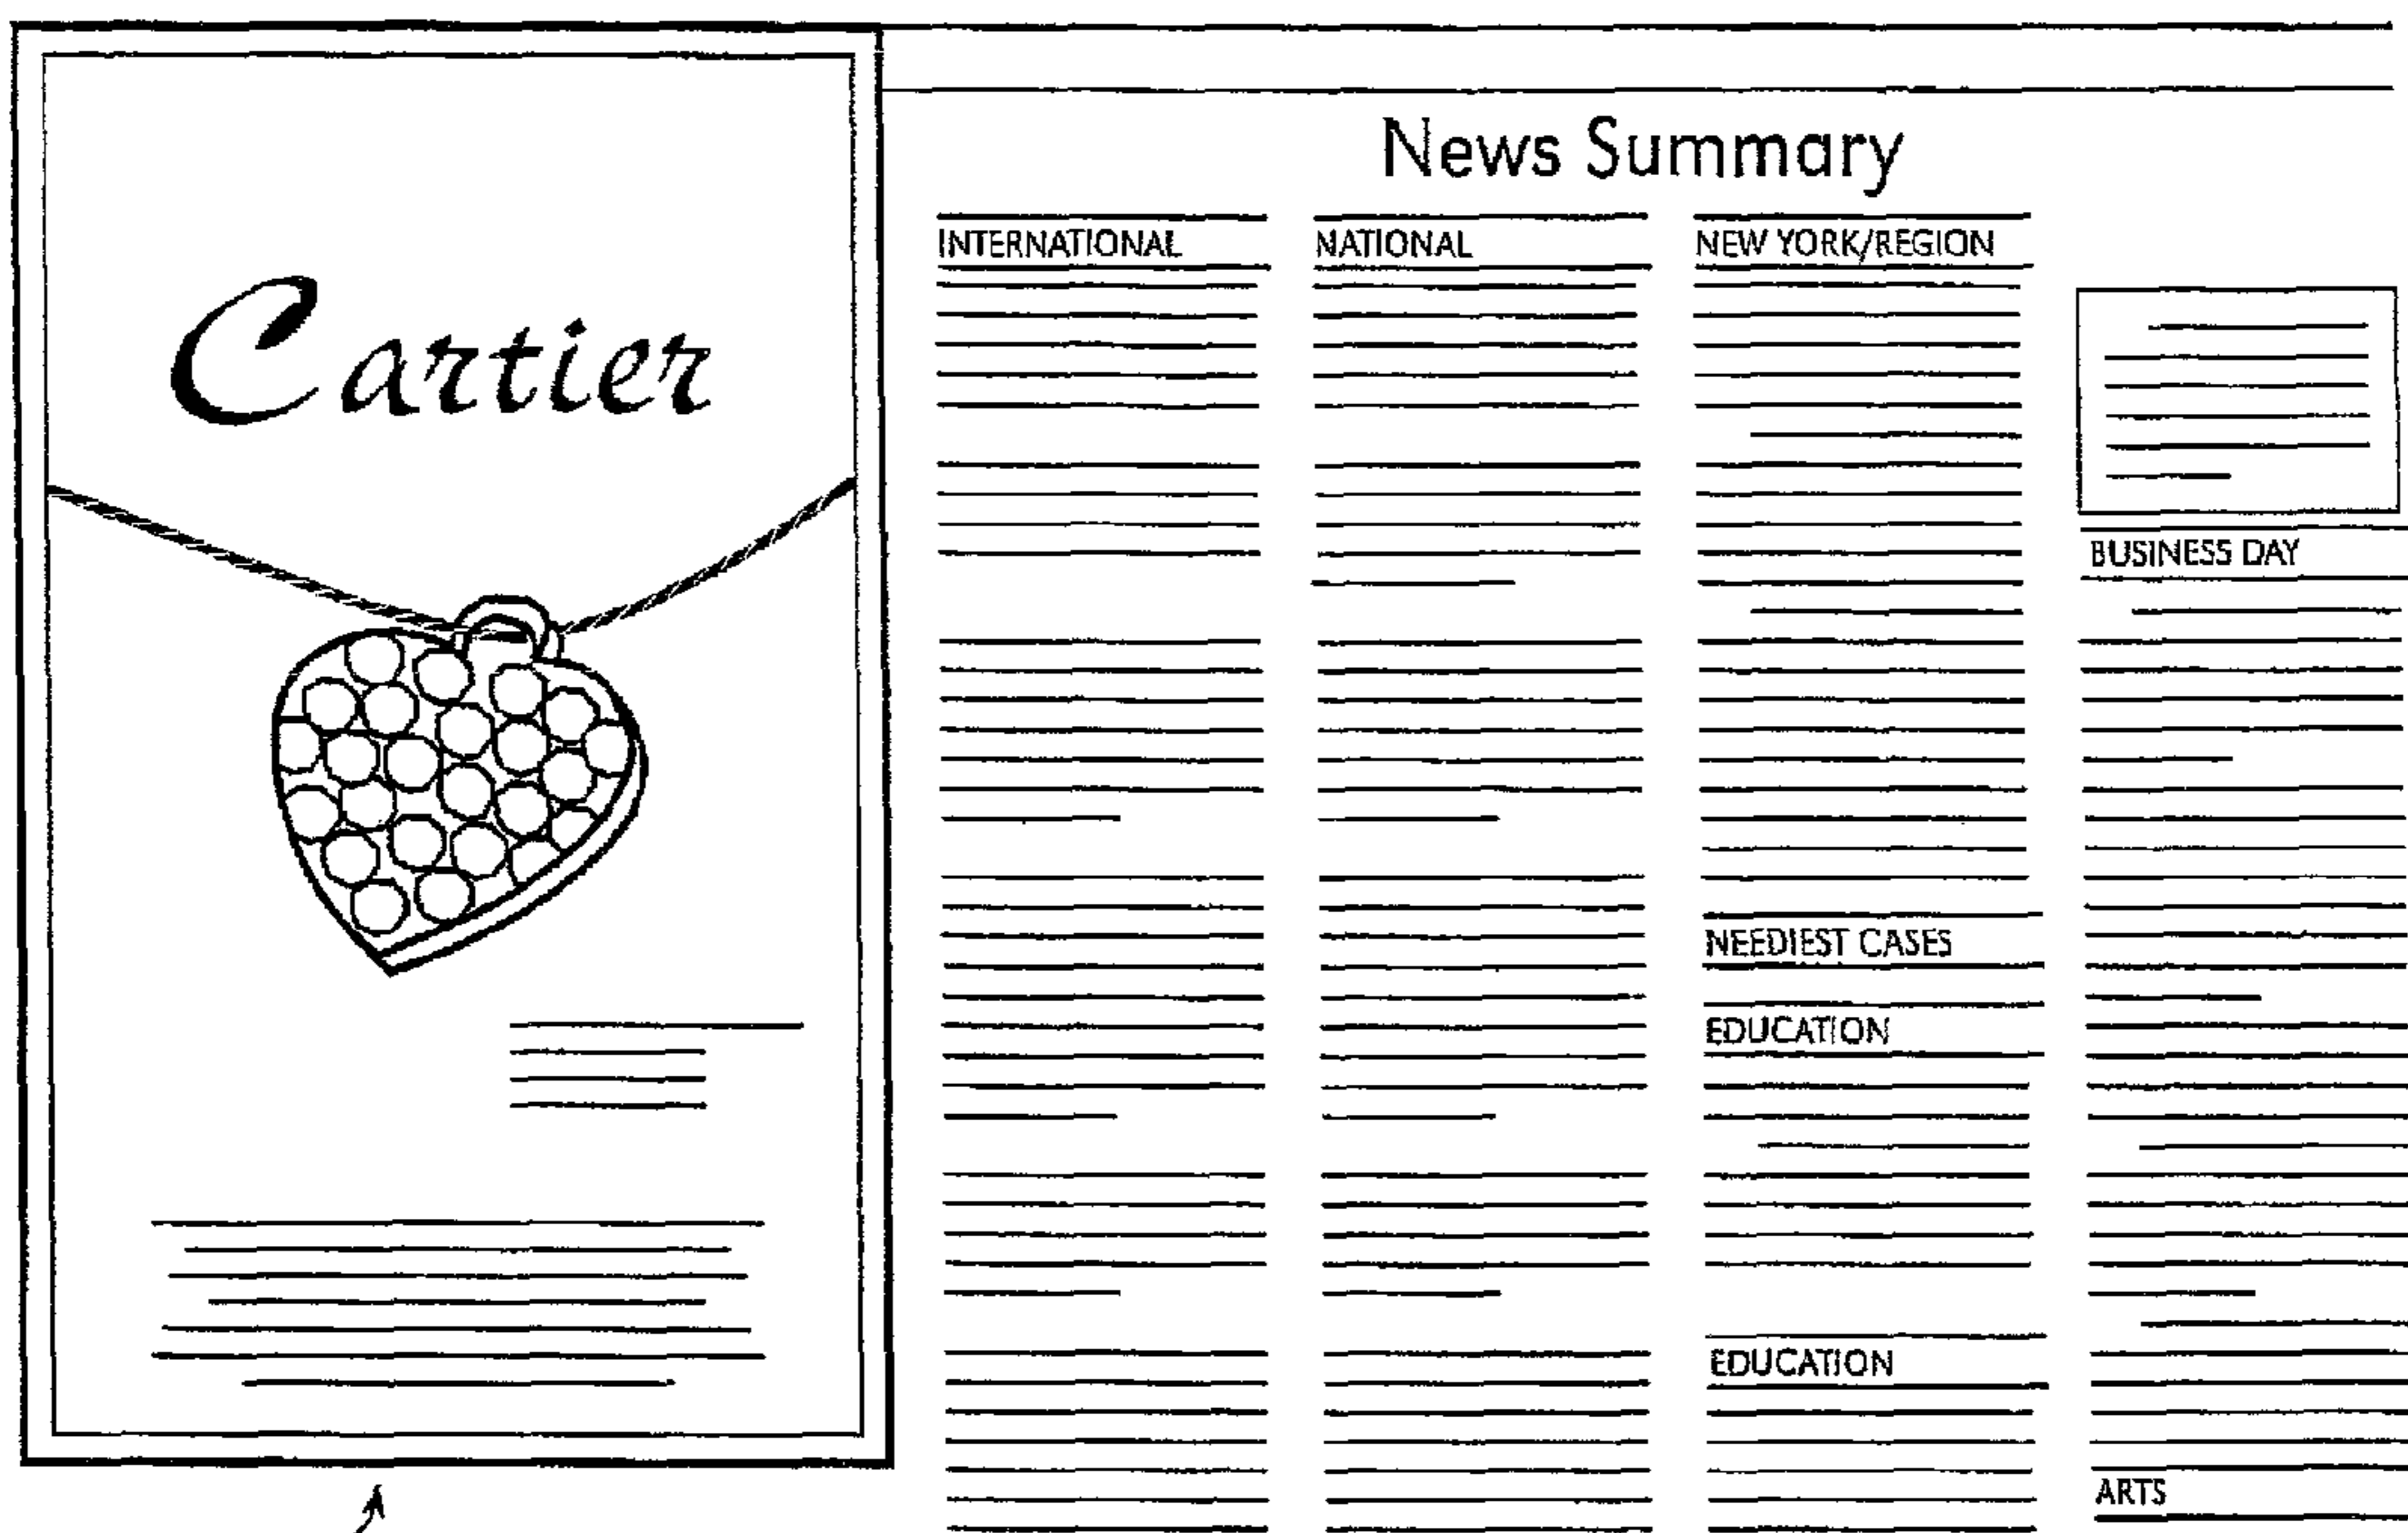 Cartier
News Summary
INTERNATIONAL
NATIONAL
NEW YORK/REGION
NEEDIEST CASES
EDUCATION
EDUCATION
BUSINESS DAY
ARTS